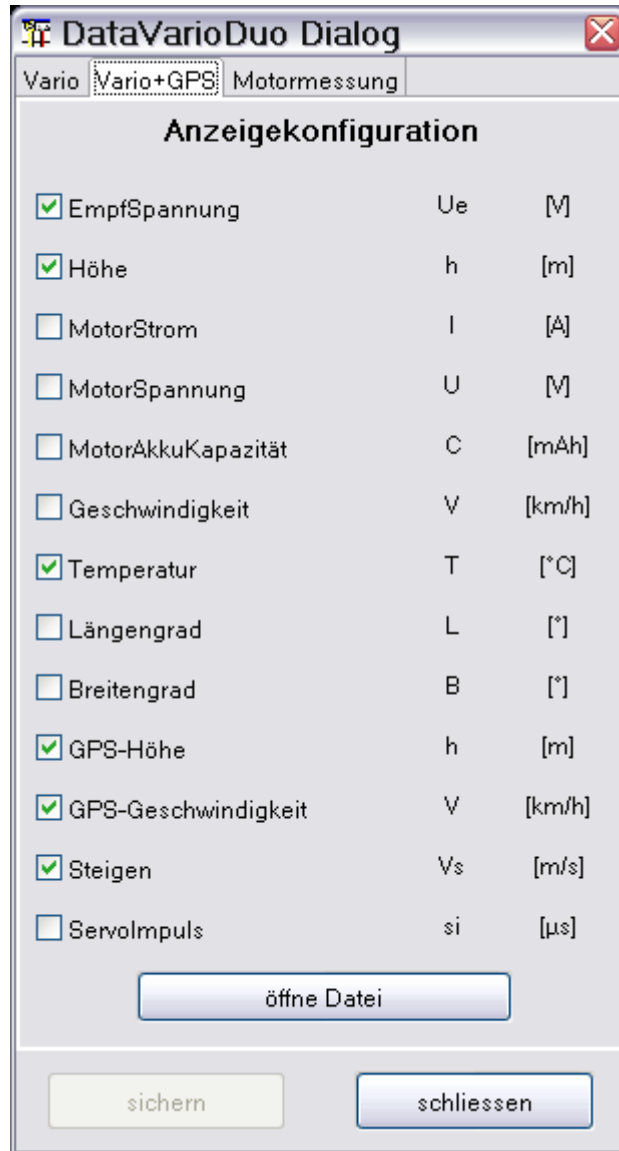 DataVarioDuo Dialog
Vario Vario+GPS Motormessung
Anzeigekonfiguration
EmpfSpannung Ue [V]
Höhe h [m]
MotorStrom I [A]
MotorSpannung U [V]
MotorAkkuKapazität C [mAh]
Geschwindigkeit V [km/h]
Temperatur T [°C]
Längengrad L [°]
Breitengrad B [°]
GPS-Höhe h [m]
GPS-Geschwindigkeit V [km/h]
Steigen Vs [m/s]
ServoImpuls si [µs]
öffne Datei
sichern schliessen